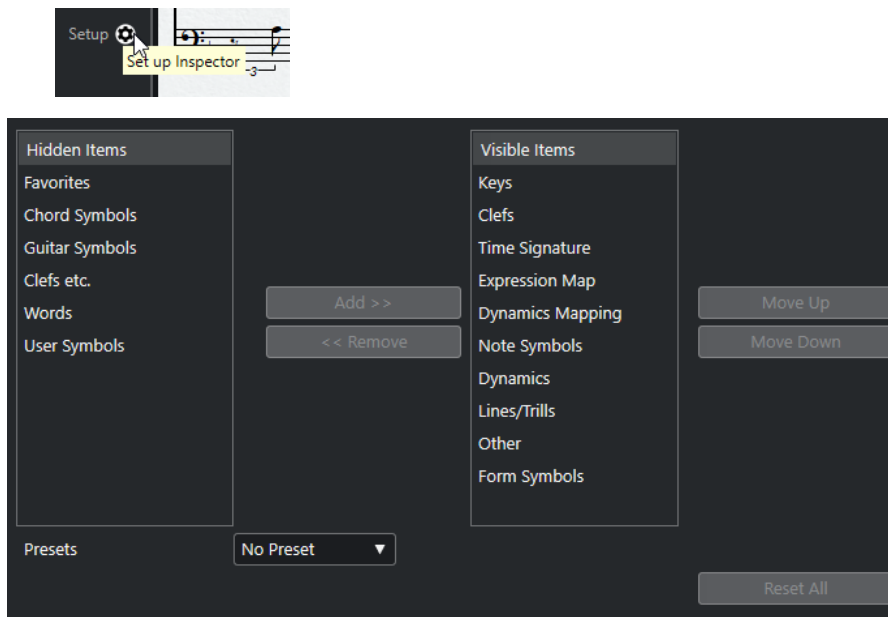 Setup
Set up Inspector
3
Hidden Items
Favorites
Chord Symbols
Guitar Symbols
Clefs etc.
Words
User Symbols
Add >>
<< Remove
Visible Items
Keys
Clefs
Time Signature
Expression Map
Dynamics Mapping
Note Symbols
Dynamics
Lines/Trills
Other
Form Symbols
Move Up
Move Down
Presets
No Preset
Reset All